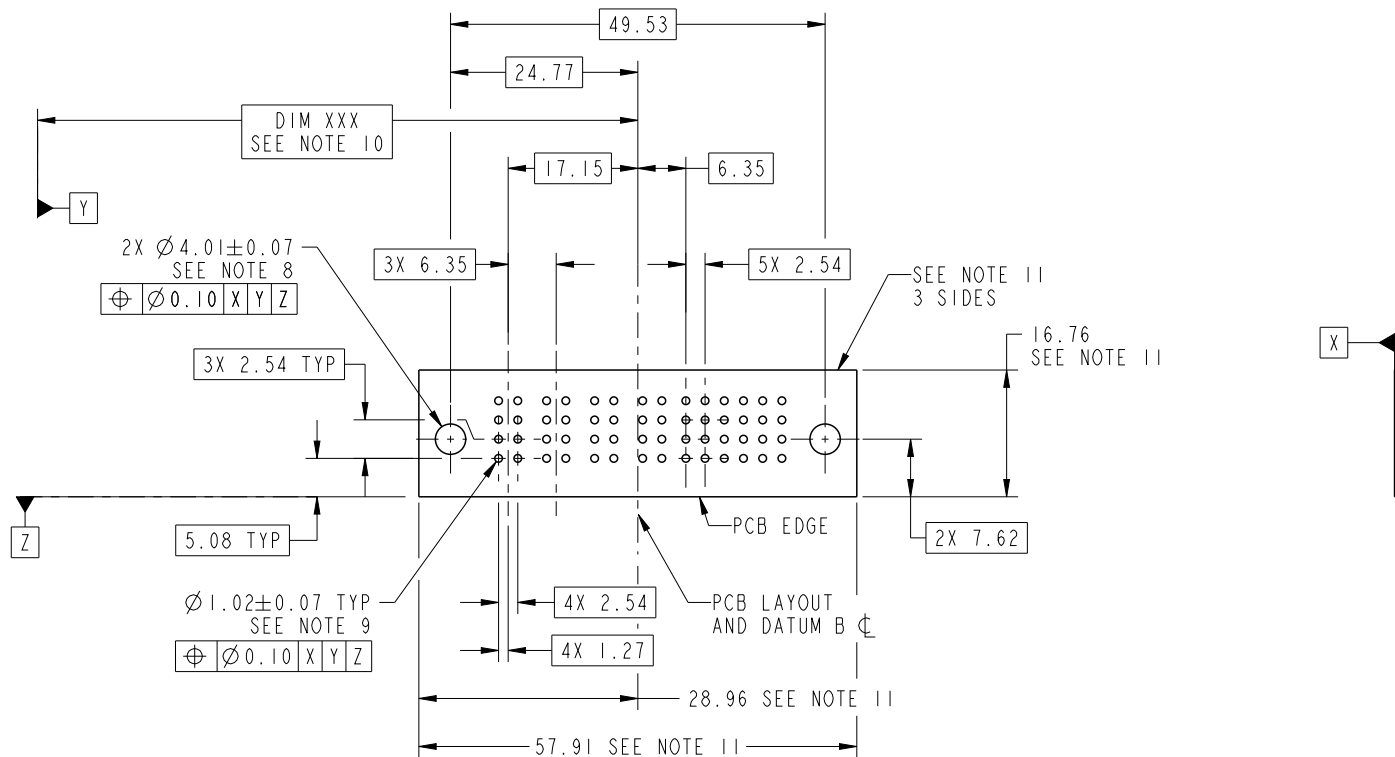 49.53
24.77
DIM XXX
SEE NOTE 10
17.15
6.35
Y
2X Ø4.01±0.07
SEE NOTE 8
⌖ Ø0.10 X Y Z
3X 6.35
5X 2.54
SEE NOTE 11
3 SIDES
16.76
SEE NOTE 11
X
3X 2.54 TYP
Z
5.08 TYP
PCB EDGE
2X 7.62
Ø1.02±0.07 TYP
SEE NOTE 9
⌖ Ø0.10 X Y Z
4X 2.54
4X 1.27
PCB LAYOUT
AND DATUM B ℄
28.96 SEE NOTE 11
57.91 SEE NOTE 11